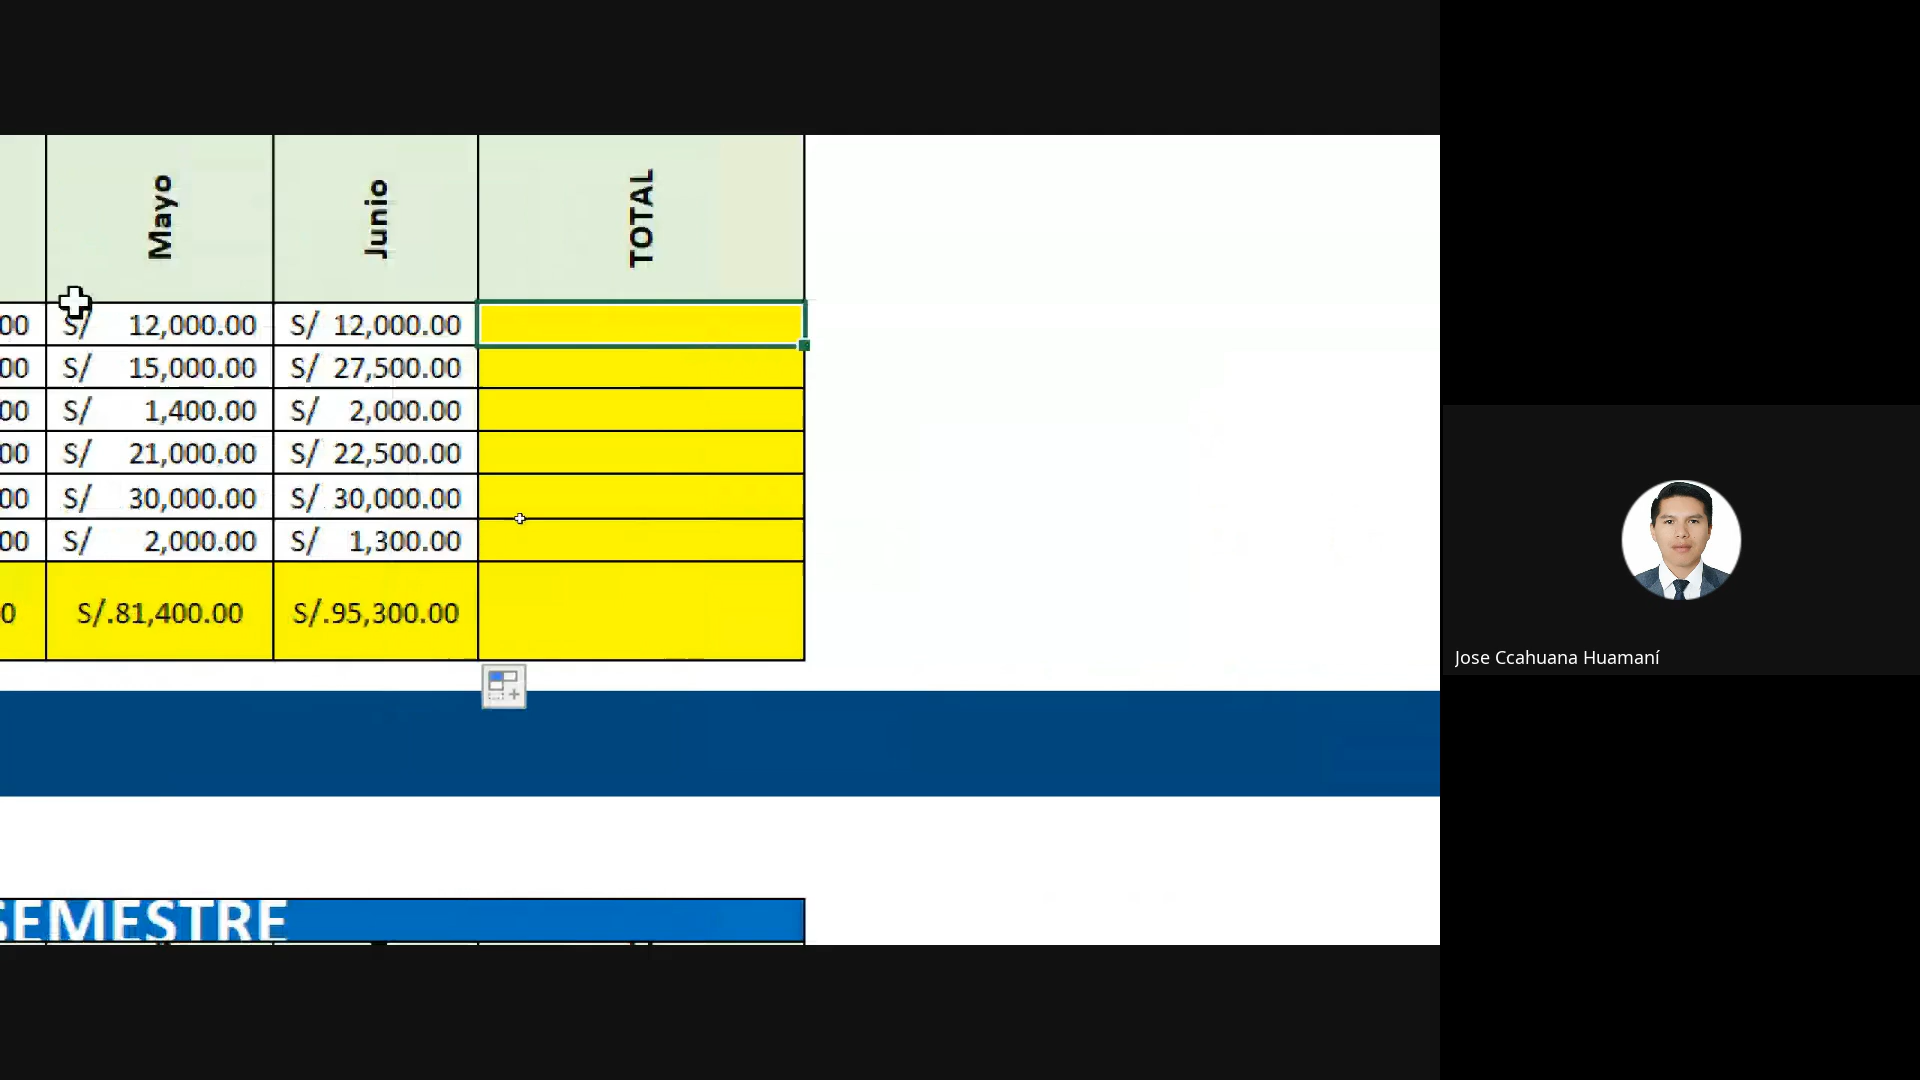 Mayo Junio TOTAL
00 S/ 12,000.00 S/ 12,000.00
00 S/ 15,000.00 S/ 27,500.00
00 S/ 1,400.00 S/ 2,000.00
00 S/ 21,000.00 S/ 22,500.00
00 S/ 30,000.00 S/ 30,000.00
00 S/ 2,000.00 S/ 1,300.00
0 S/.81,400.00 S/.95,300.00
SEMESTRE
Jose Ccahuana Huamaní